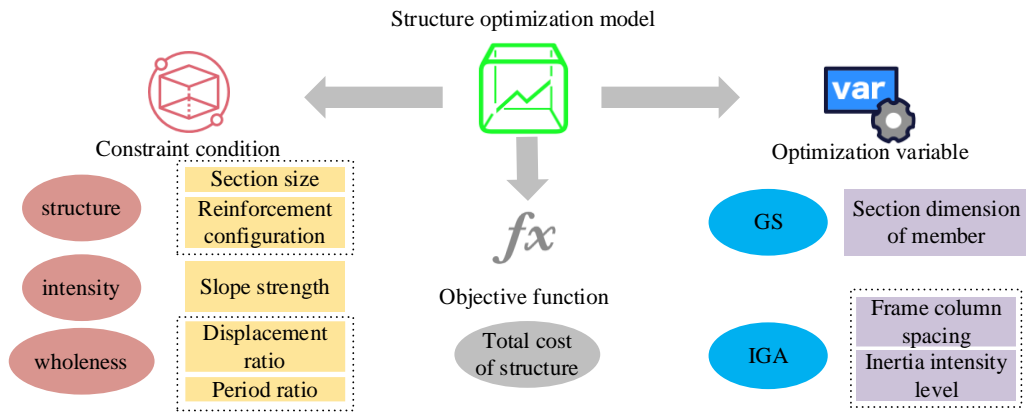 Structure optimization model
var
Constraint condition
Optimization variable
structure
Section size
Reinforcement
configuration
intensity
Slope strength
wholeness
Displacement
ratio
Period ratio
fx
Objective function
Total cost
of structure
GS
Section dimension
of member
IGA
Frame column
spacing
Inertia intensity
level